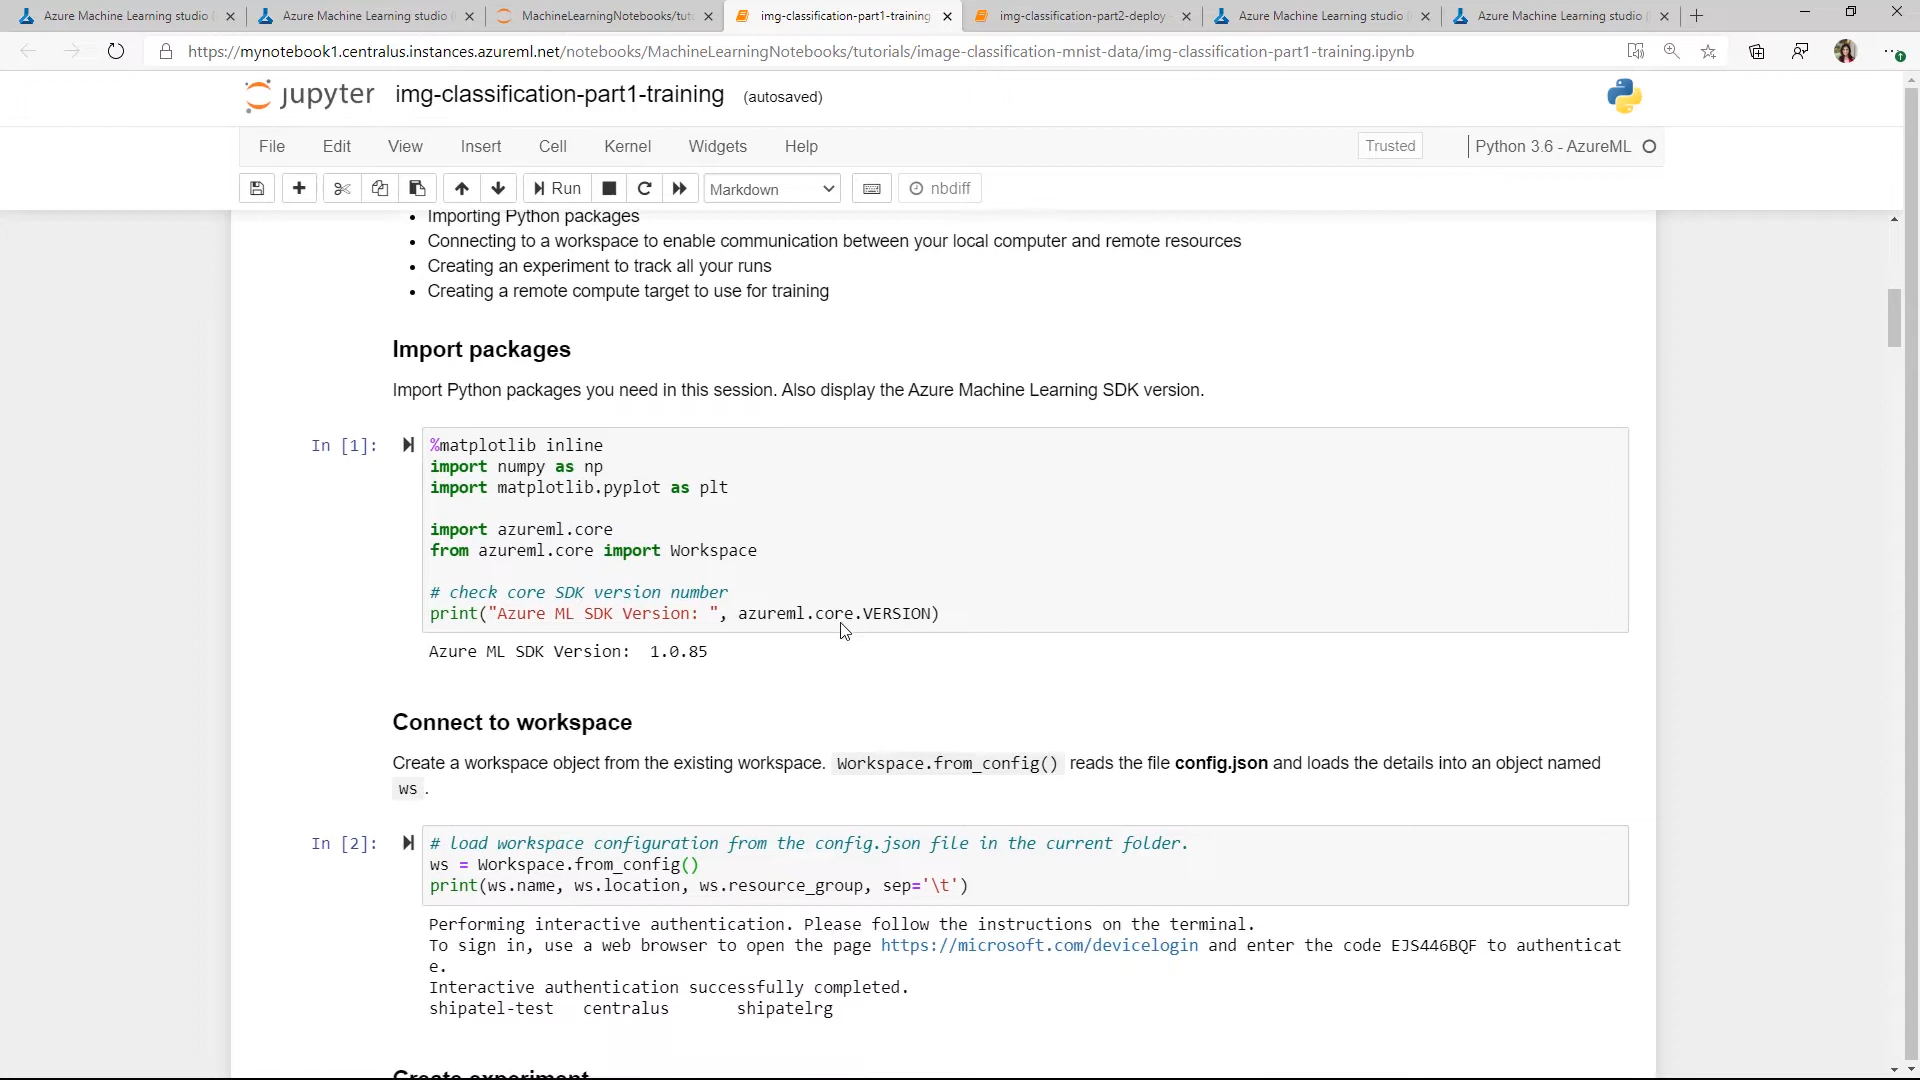 Azure Machine Learning studio (
Azure Machine Learning studio (
MachineLearningNotebooks/tuto
img-classification-part1-training
img-classification-part2-deploy
Azure Machine Learning studio (
Azure Machine Learning studio (
https://mynotebook1.centralus.instances.azureml.net/notebooks/MachineLearningNotebooks/tutorials/image-classification-mnist-data/img-classification-part1-training.ipynb
jupyter img-classification-part1-training (autosaved)
File Edit View Insert Cell Kernel Widgets Help Trusted Python 3.6 - AzureML
Run Markdown nbdiff
• Importing Python packages
• Connecting to a workspace to enable communication between your local computer and remote resources
• Creating an experiment to track all your runs
• Creating a remote compute target to use for training
Import packages
Import Python packages you need in this session. Also display the Azure Machine Learning SDK version.
In [1]: %matplotlib inline
import numpy as np
import matplotlib.pyplot as plt
import azureml.core
from azureml.core import Workspace
# check core SDK version number
print("Azure ML SDK Version: ", azureml.core.VERSION)
Azure ML SDK Version:  1.0.85
Connect to workspace
Create a workspace object from the existing workspace. Workspace.from_config() reads the file config.json and loads the details into an object named
ws .
In [2]: # load workspace configuration from the config.json file in the current folder.
ws = Workspace.from_config()
print(ws.name, ws.location, ws.resource_group, sep='\t')
Performing interactive authentication. Please follow the instructions on the terminal.
To sign in, use a web browser to open the page https://microsoft.com/devicelogin and enter the code EJS446BQF to authenticat
e.
Interactive authentication successfully completed.
shipatel-test centralus shipatelrg
Create experiment